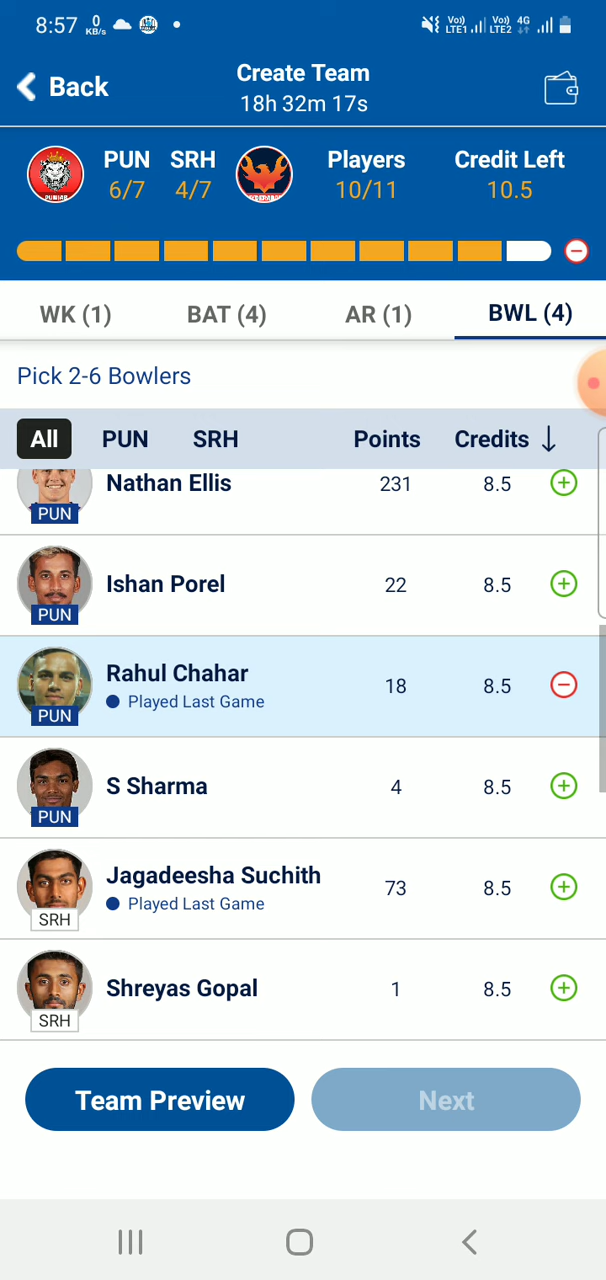 8:57 0 KB/s Vo)) LTE1 Vo)) LTE2 4G
Back
Create Team
18h 32m 17s
PUN SRH Players Credit Left
6/7 4/7 10/11 10.5
WK (1) BAT (4) AR (1) BWL (4)
Pick 2-6 Bowlers
All PUN SRH Points Credits
Nathan Ellis 231 8.5
PUN
Ishan Porel 22 8.5
PUN
Rahul Chahar 18 8.5
Played Last Game
PUN
S Sharma 4 8.5
PUN
Jagadeesha Suchith 73 8.5
Played Last Game
SRH
Shreyas Gopal 1 8.5
SRH
Team Preview Next